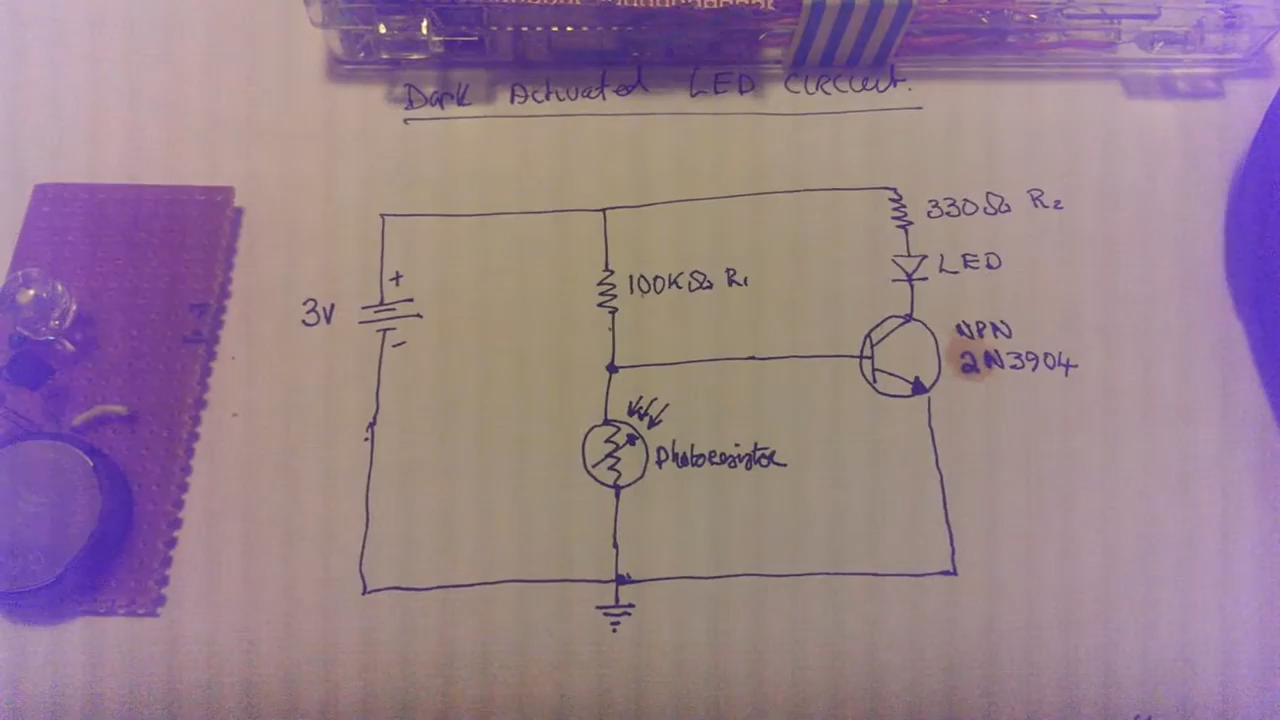 Dark Activated LED CIRCUIT.
330Ω R2
LED
100KΩ R1
+
3v
-
NPN
2N3904
Photoresistor